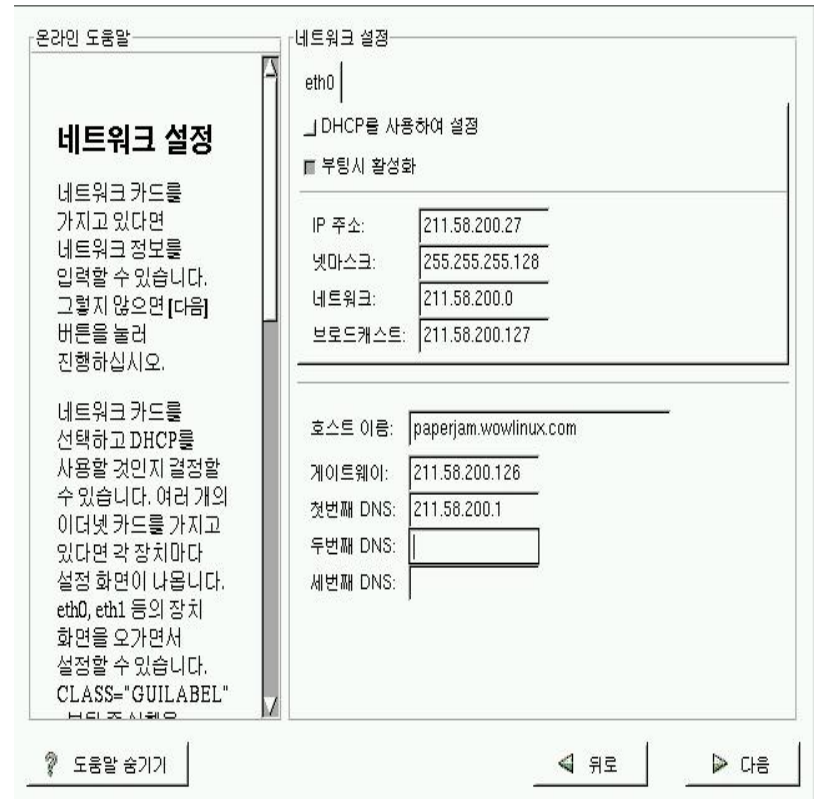 온라인 도움말
네트워크 설정
네트워크 카드를
가지고 있다면
네트워크 정보를
입력할 수 있습니다.
그렇지 않으면 [다음]
버튼을 눌러
진행하십시오.
네트워크 카드를
선택하고 DHCP를
사용할 것인지 결정할
수 있습니다. 여러 개의
이더넷 카드를 가지고
있다면 각 장치마다
설정 화면이 나옵니다.
eth0, eth1 등의 장치
화면을 오가면서
설정할 수 있습니다.
CLASS="GUILABEL"
네트워크 설정
eth0
DHCP를 사용하여 설정
부팅시 활성화
IP 주소: 211.58.200.27
넷마스크: 255.255.255.128
네트워크: 211.58.200.0
브로드캐스트: 211.58.200.127
호스트 이름: paperjam.wowlinux.com
게이트웨이: 211.58.200.126
첫번째 DNS: 211.58.200.1
두번째 DNS:
세번째 DNS:
? 도움말 숨기기
위로
다음